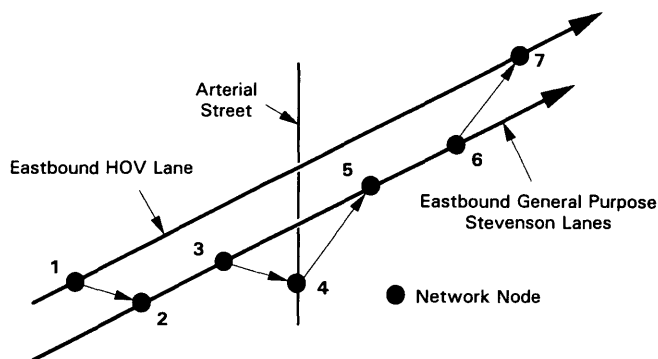 7
Arterial
Street
6
5
Eastbound HOV Lane
Eastbound General Purpose
Stevenson Lanes
3
1
4
Network Node
2